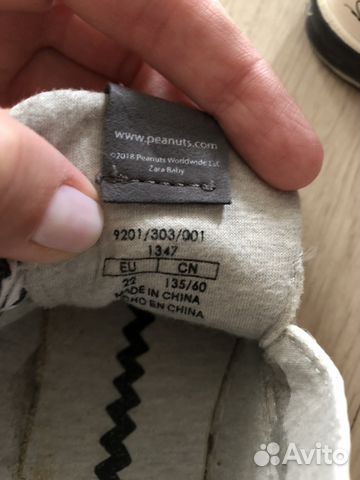 www.peanuts.com
©2018 Peanuts Worldwide LLC
Zara Baby
9201/303/001
1347
EU CN
22 135/60
MADE IN CHINA
HECHO EN CHINA
Avito